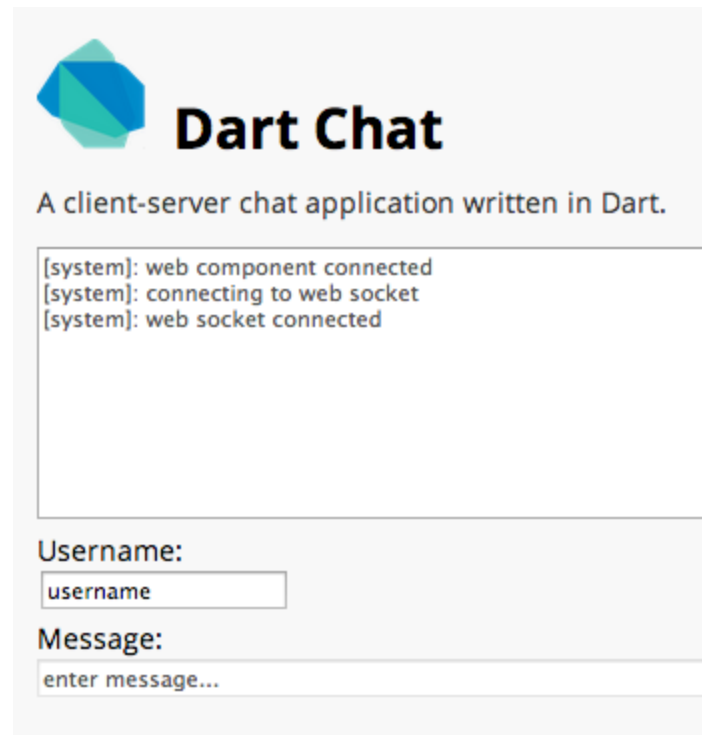 Dart Chat
A client-server chat application written in Dart.
[system]: web component connected
[system]: connecting to web socket
[system]: web socket connected
Username:
username
Message:
enter message...